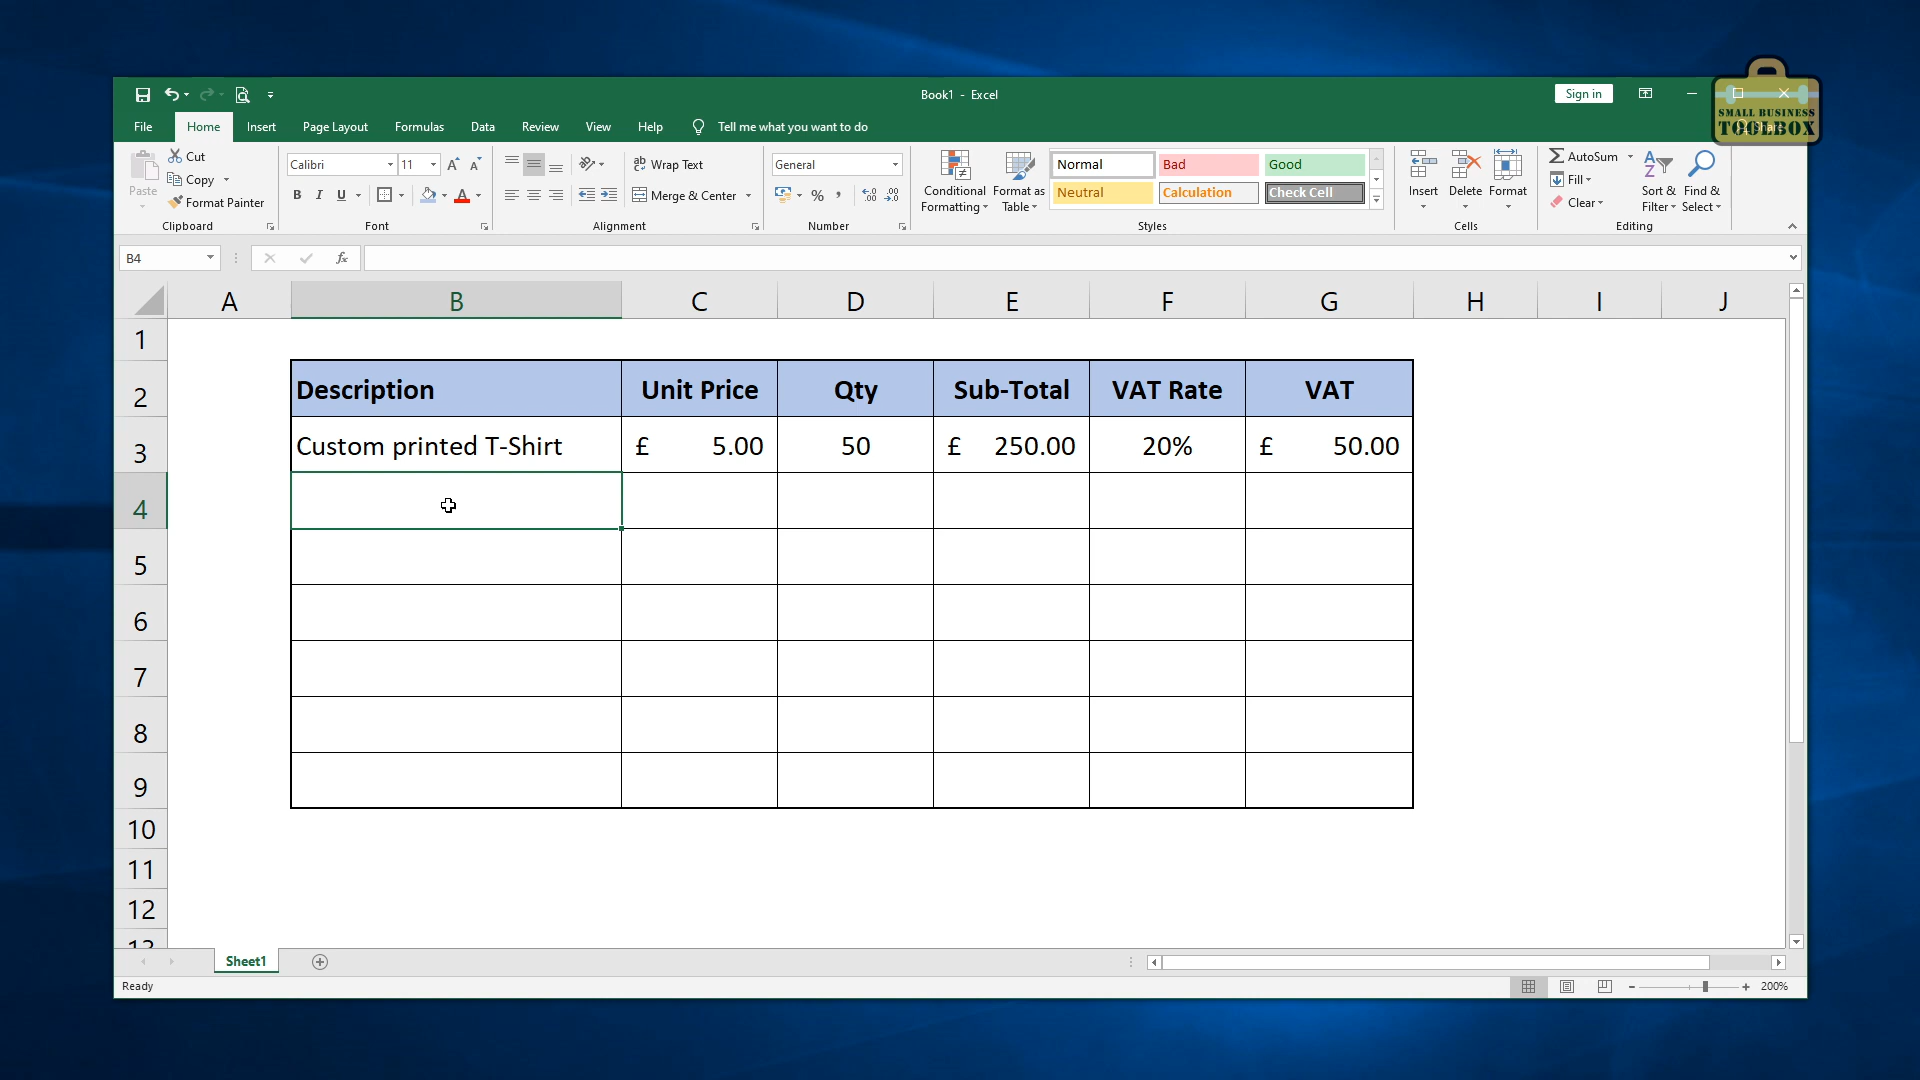 Book1 - Excel
Sign in
SMALL BUSINESS
TOOLBOX
File Home Insert Page Layout Formulas Data Review View Help Tell me what you want to do Share
Paste
Cut
Copy
Format Painter
Clipboard
Calibri 11
B I U
Font
Wrap Text
Merge & Center
Alignment
General
%
Number
Conditional
Formatting
Format as
Table
Normal Bad Good
Neutral Calculation Check Cell
Styles
Insert Delete Format
Cells
AutoSum
Fill
Clear
Sort &
Filter
Find &
Select
Editing
B4
fx
A B C D E F G H I J
1
2 Description Unit Price Qty Sub-Total VAT Rate VAT
3 Custom printed T-Shirt £ 5.00 50 £ 250.00 20% £ 50.00
4
5
6
7
8
9
10
11
12
13
Sheet1
Ready
200%